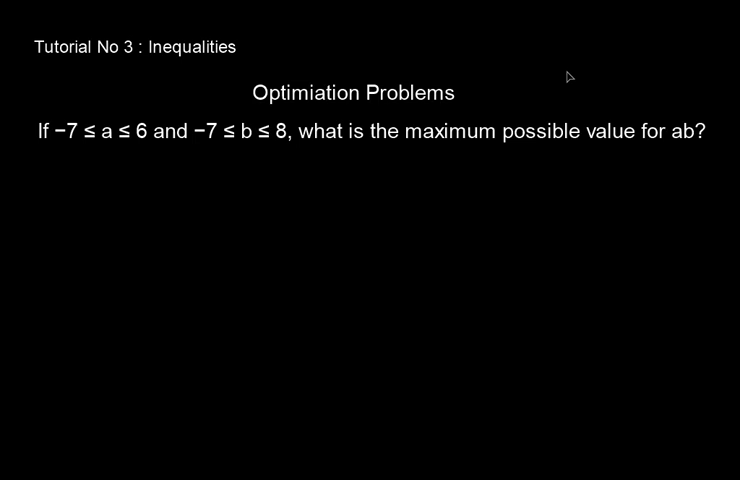 Tutorial No 3 : Inequalities
Optimiation Problems
If −7 ≤ a ≤ 6 and −7 ≤ b ≤ 8, what is the maximum possible value for ab?